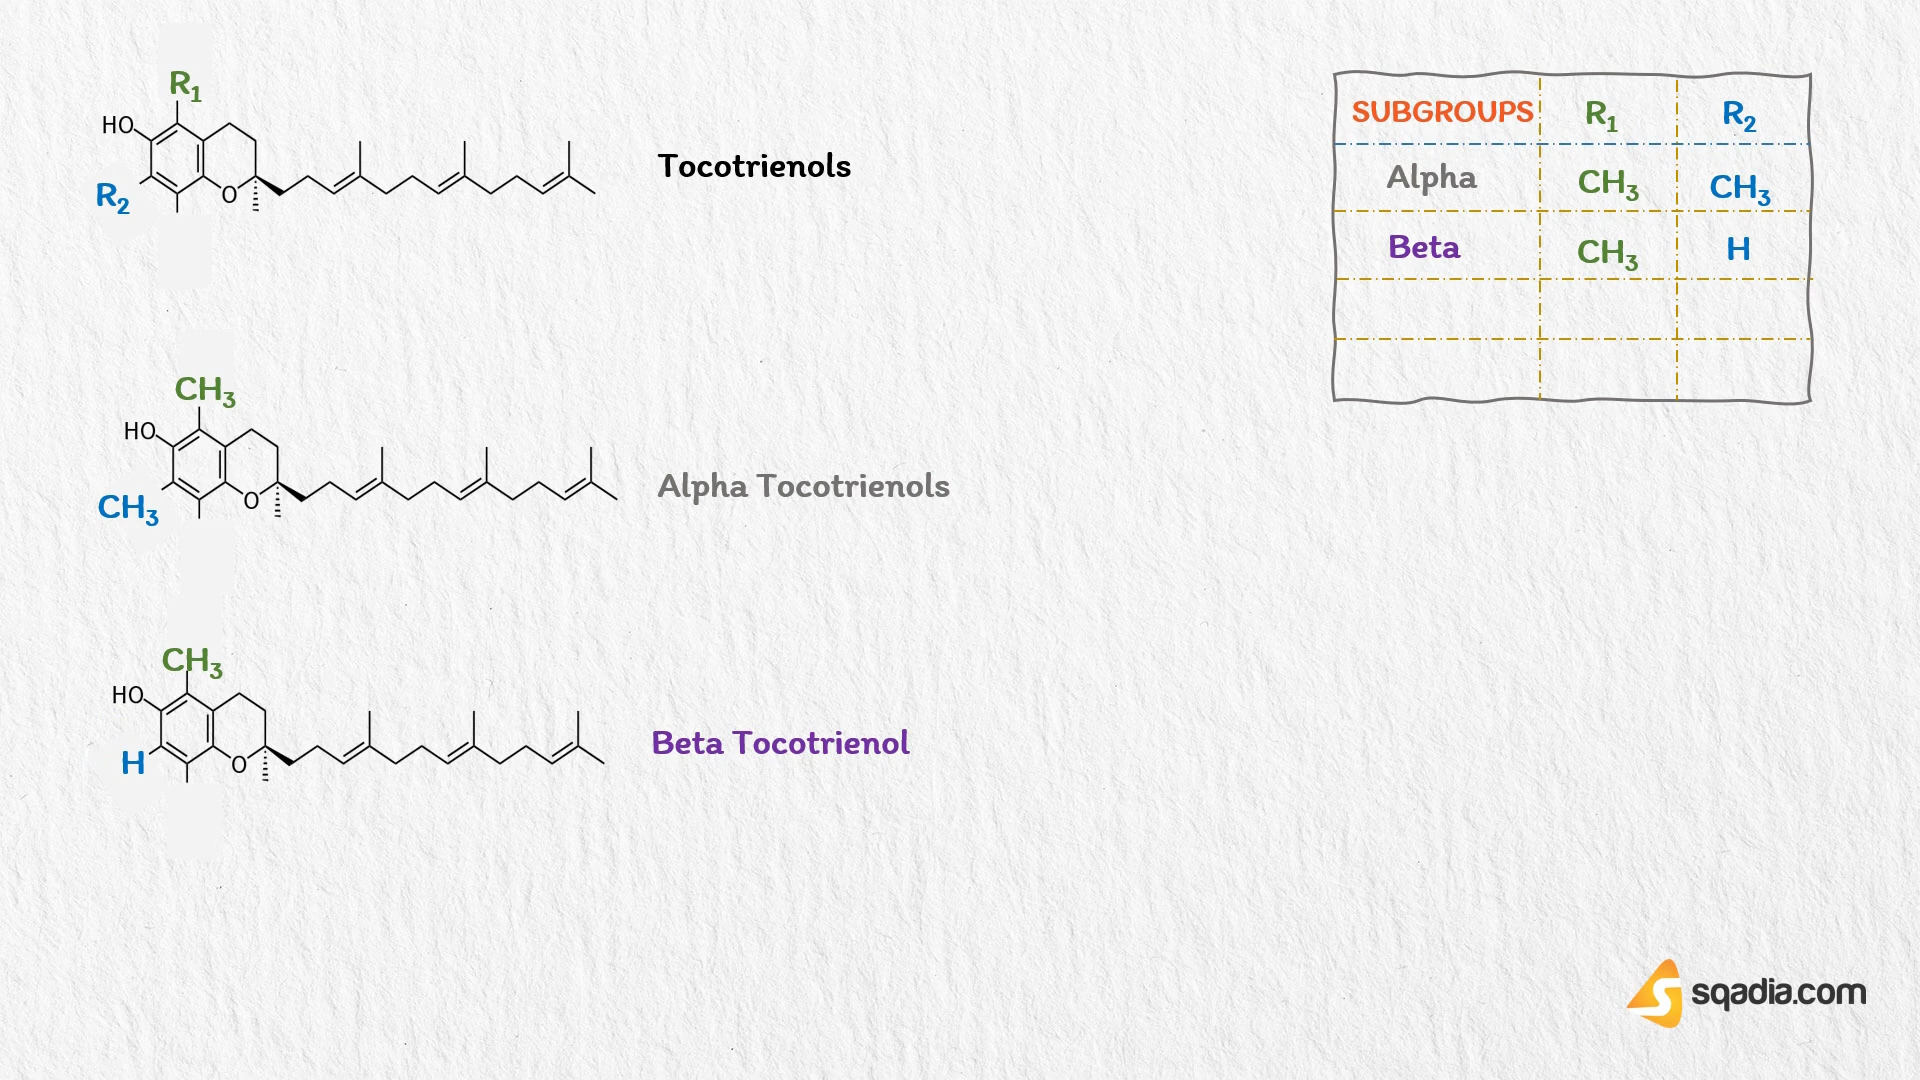 R₁
HO
R₂
O
Tocotrienols
SUBGROUPS R₁ R₂
Alpha CH₃ CH₃
Beta CH₃ H
CH₃
HO
CH₃
O
Alpha Tocotrienols
CH₃
HO
H
O
Beta Tocotrienol
sqadia.com